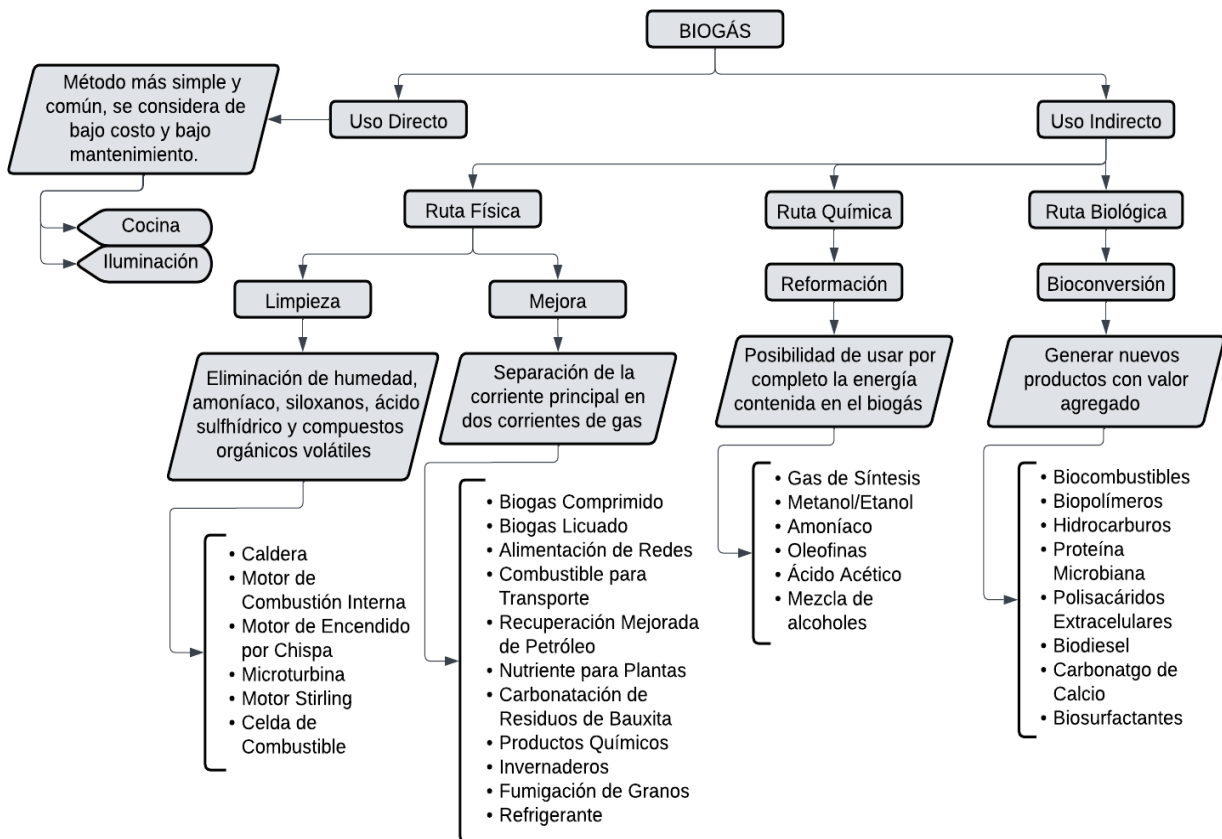 BIOGÁS
Método más simple y
común, se considera de
bajo costo y bajo
mantenimiento.
Uso Directo
Uso Indirecto
Cocina
Iluminación
Ruta Física
Ruta Química
Ruta Biológica
Limpieza
Mejora
Reformación
Bioconversión
Eliminación de humedad,
amoníaco, siloxanos, ácido
sulfhídrico y compuestos
orgánicos volátiles
Separación de la
corriente principal en
dos corrientes de gas
Posibilidad de usar por
completo la energía
contenida en el biogás
Generar nuevos
productos con valor
agregado
• Caldera
• Motor de
Combustión Interna
• Motor de Encendido
por Chispa
• Microturbina
• Motor Stirling
• Celda de
Combustible
• Biogas Comprimido
• Biogas Licuado
• Alimentación de Redes
• Combustible para
Transporte
• Recuperación Mejorada
de Petróleo
• Nutriente para Plantas
• Carbonatación de
Residuos de Bauxita
• Productos Químicos
• Invernaderos
• Fumigación de Granos
• Refrigerante
• Gas de Síntesis
• Metanol/Etanol
• Amoníaco
• Oleofinas
• Ácido Acético
• Mezcla de
alcoholes
• Biocombustibles
• Biopolímeros
• Hidrocarburos
• Proteína
Microbiana
• Polisacáridos
Extracelulares
• Biodiesel
• Carbonatgo de
Calcio
• Biosurfactantes